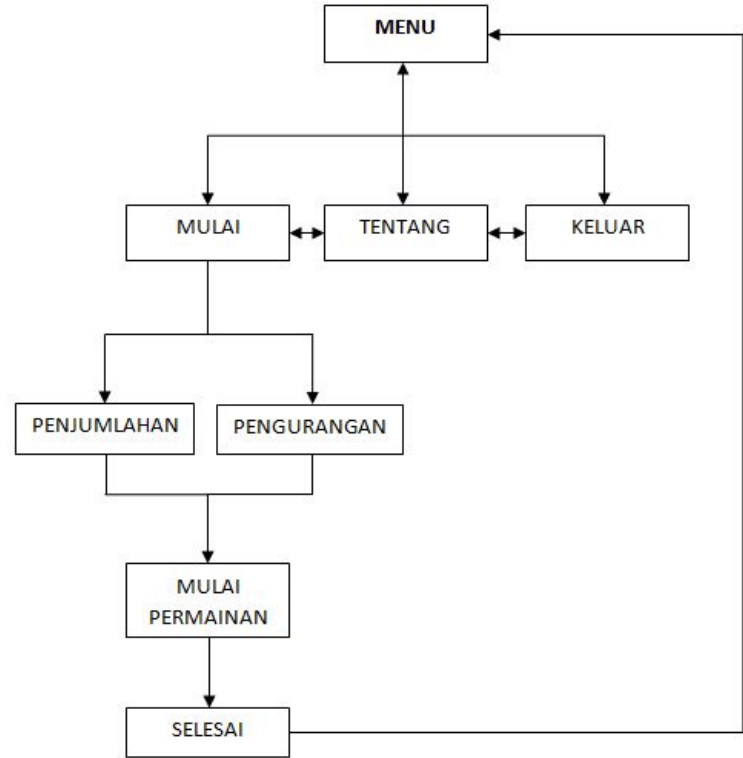 MENU
MULAI
TENTANG
KELUAR
PENJUMLAHAN
PENGURANGAN
MULAI
PERMAINAN
SELESAI